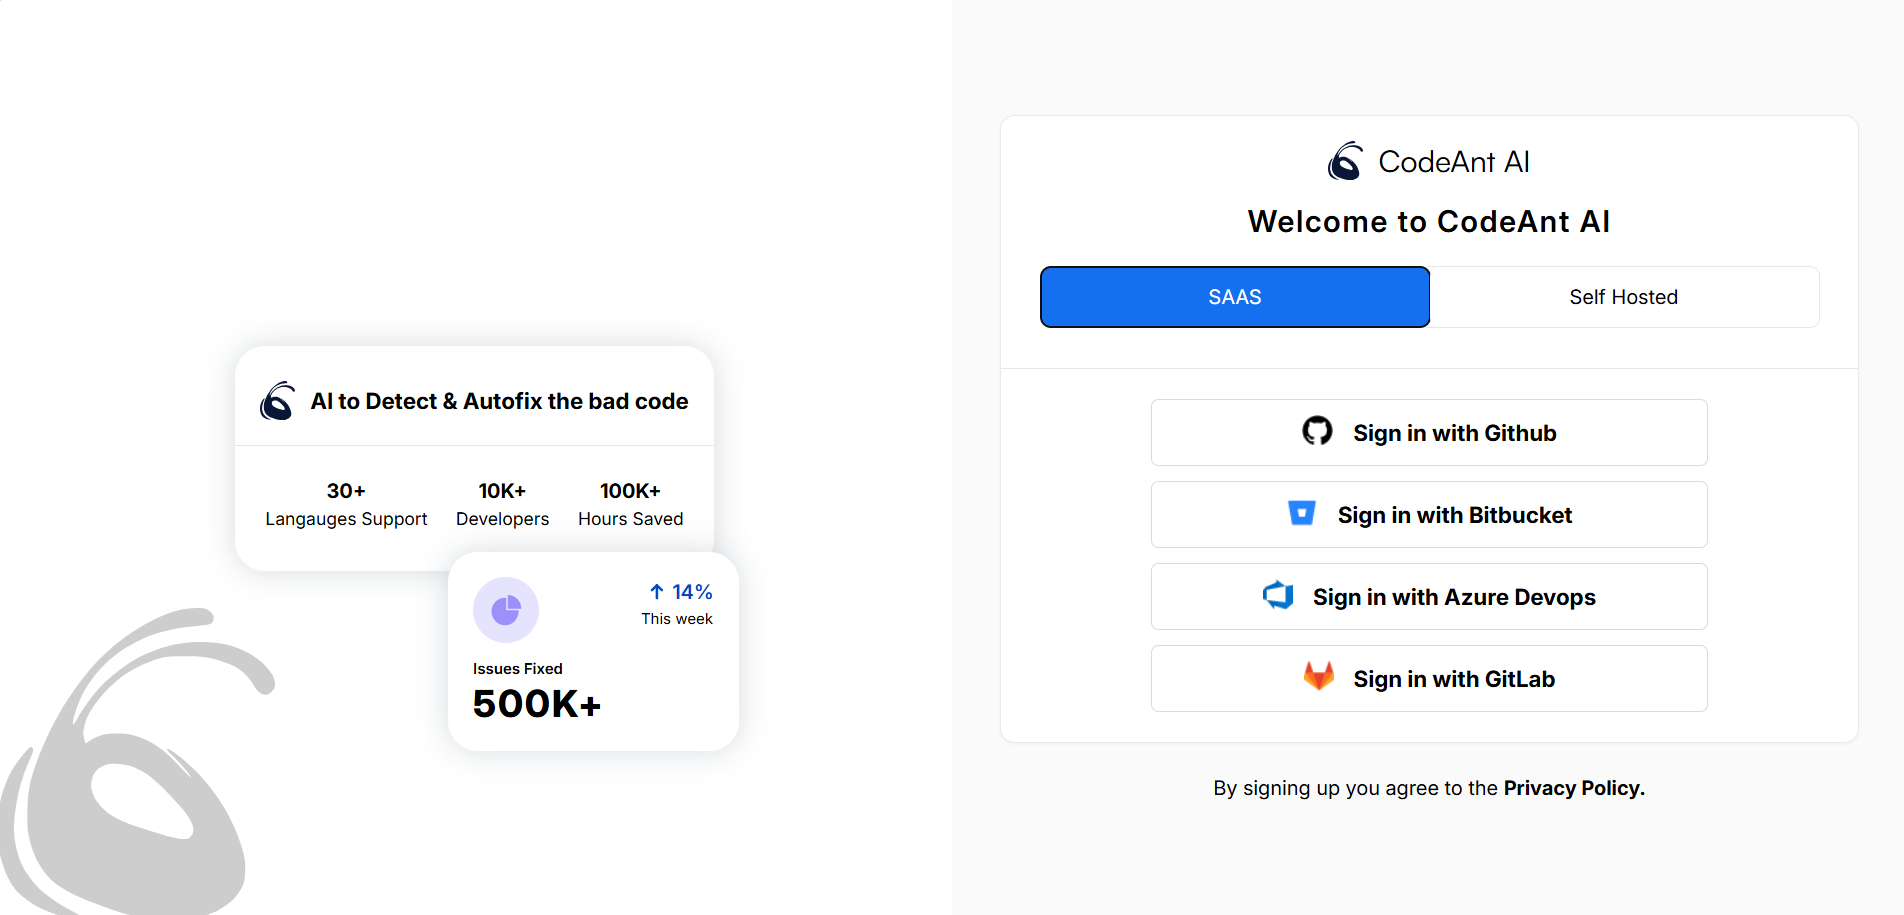 AI to Detect & Autofix the bad code
30+
Langauges Support
10K+
Developers
100K+
Hours Saved
↑ 14%
This week
Issues Fixed
500K+
CodeAnt AI
Welcome to CodeAnt AI
SAAS
Self Hosted
Sign in with Github
Sign in with Bitbucket
Sign in with Azure Devops
Sign in with GitLab
By signing up you agree to the Privacy Policy.